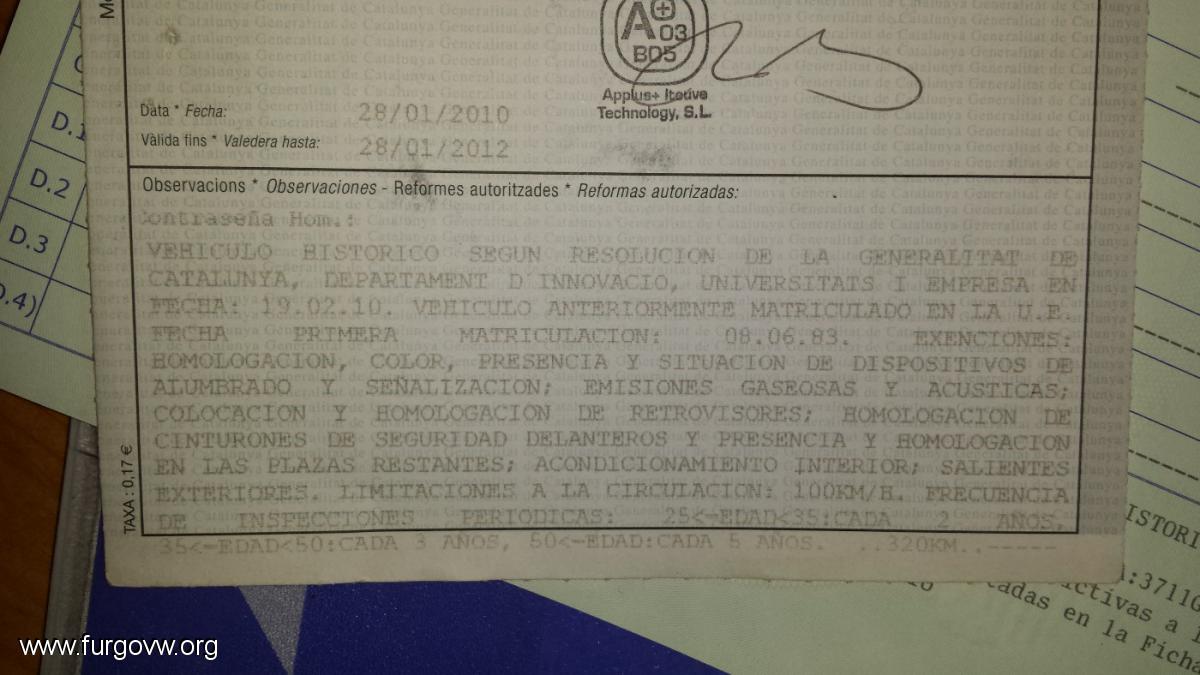 A+
03
BD5
Applus+ Iteuve
Technology, S.L.
Data * Fecha: 28/01/2010
Vàlida fins * Valedera hasta: 28/01/2012
Observacions * Observaciones - Reformes autoritzades * Reformas autorizadas:
Contraseña Hom.:
VEHICULO HISTORICO SEGUN RESOLUCION DE LA GENERALITAT DE
CATALUNYA, DEPARTAMENT D'INNOVACIO, UNIVERSITATS I EMPRESA EN
FECHA: 19.02.10. VEHICULO ANTERIORMENTE MATRICULADO EN LA U.E.
FECHA PRIMERA MATRICULACION: 08.06.83. EXENCIONES:
HOMOLOGACION, COLOR, PRESENCIA Y SITUACION DE DISPOSITIVOS DE
ALUMBRADO Y SEÑALIZACION; EMISIONES GASEOSAS Y ACUSTICAS;
COLOCACION Y HOMOLOGACION DE RETROVISORES; HOMOLOGACION DE
CINTURONES DE SEGURIDAD DELANTEROS Y PRESENCIA Y HOMOLOGACION
EN LAS PLAZAS RESTANTES; ACONDICIONAMIENTO INTERIOR; SALIENTES
EXTERIORES. LIMITACIONES A LA CIRCULACION: 100KM/H. FRECUENCIA
DE INSPECCIONES PERIODICAS: 25<-EDAD<35:CADA 2 AÑOS,
35<-EDAD<50:CADA 3 AÑOS, 50<-EDAD:CADA 5 AÑOS. ..320KM..-----
TAXA: 0,17 €
D.1
D.2
D.3
D.4)
ISTORI
:3711G
ctivas a l
adas en la Ficha
www.furgovw.org